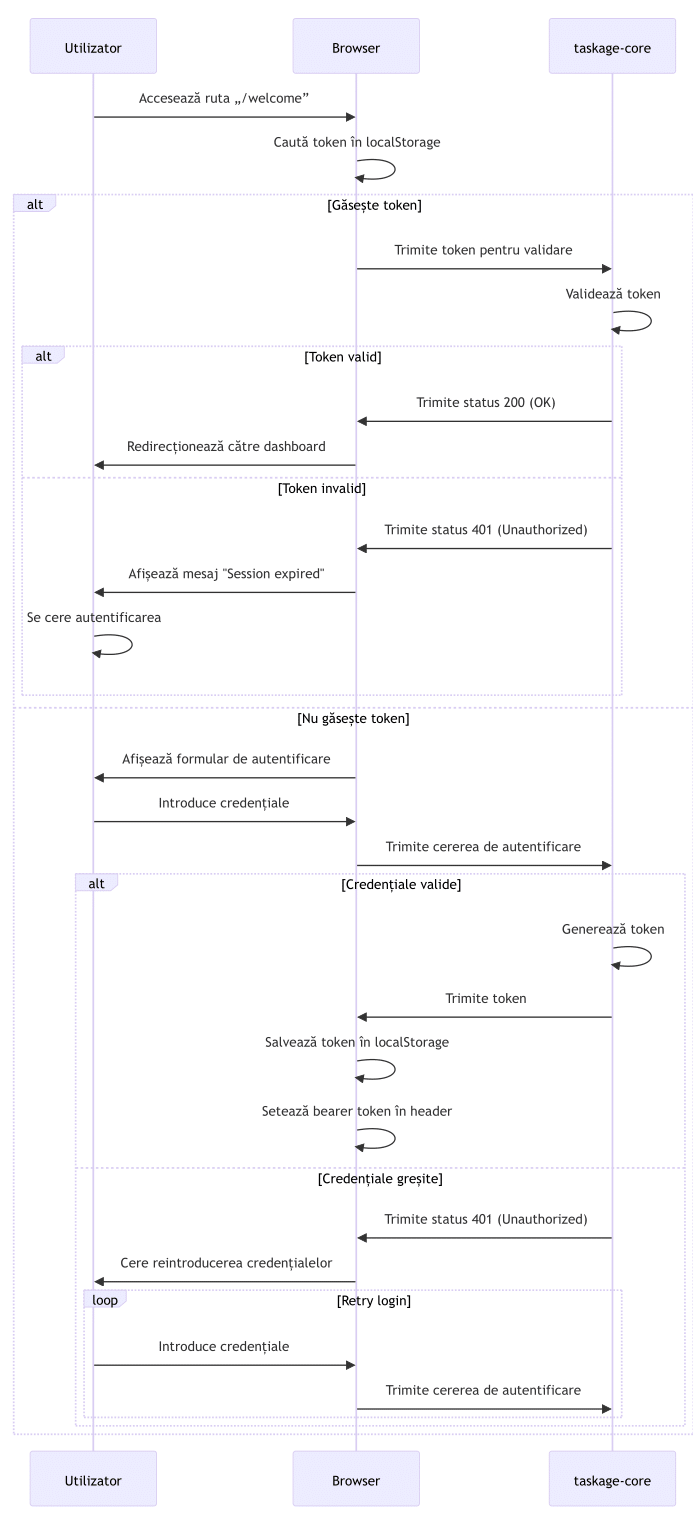 Utilizator
Browser
taskage-core
Accesează ruta „/welcome”
Caută token în localStorage
alt
[Găsește token]
Trimite token pentru validare
Validează token
alt
[Token valid]
Trimite status 200 (OK)
Redirecționează către dashboard
[Token invalid]
Trimite status 401 (Unauthorized)
Afișează mesaj "Session expired"
Se cere autentificarea
[Nu găsește token]
Afișează formular de autentificare
Introduce credențiale
Trimite cererea de autentificare
alt
[Credențiale valide]
Generează token
Trimite token
Salvează token în localStorage
Setează bearer token în header
[Credențiale greșite]
Trimite status 401 (Unauthorized)
Cere reintroducerea credențialelor
loop
[Retry login]
Introduce credențiale
Trimite cererea de autentificare
Utilizator
Browser
taskage-core